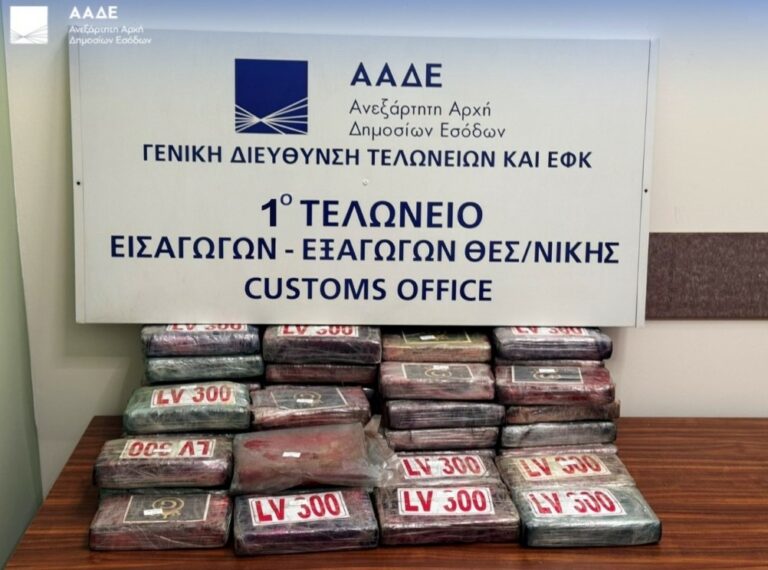 ΑΑΔΕ
Ανεξάρτητη Αρχή
Δημοσίων Εσόδων
ΑΑΔΕ
Ανεξάρτητη Αρχή
Δημοσίων Εσόδων
ΓΕΝΙΚΗ ΔΙΕΥΘΥΝΣΗ ΤΕΛΩΝΕΙΩΝ ΚΑΙ ΕΦΚ
1Ο ΤΕΛΩΝΕΙΟ
ΕΙΣΑΓΩΓΩΝ - ΕΞΑΓΩΓΩΝ ΘΕΣ/ΝΙΚΗΣ
CUSTOMS OFFICE
LV 300
LV 300
LV 300
LV 300
LV 300
LV 300
LV 300
LV 300
LV 300
LV 300